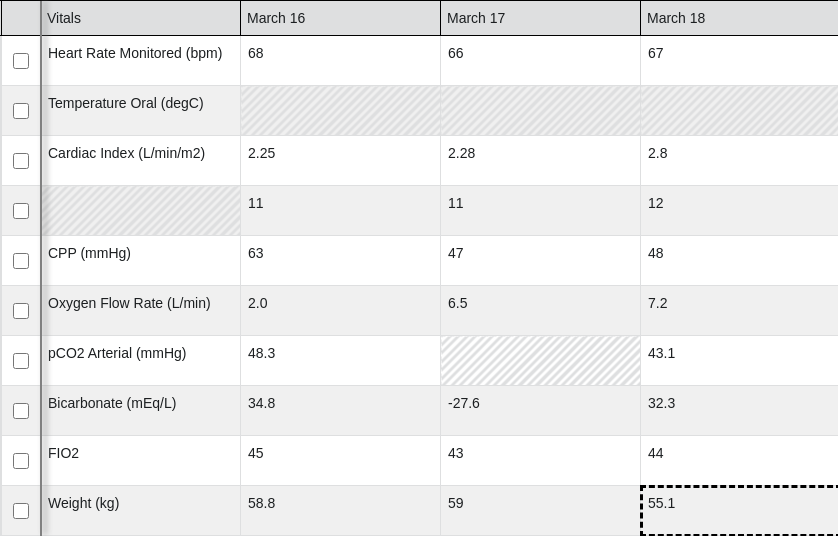 Vitals March 16 March 17 March 18
Heart Rate Monitored (bpm) 68 66 67
Temperature Oral (degC)
Cardiac Index (L/min/m2) 2.25 2.28 2.8
11 11 12
CPP (mmHg) 63 47 48
Oxygen Flow Rate (L/min) 2.0 6.5 7.2
pCO2 Arterial (mmHg) 48.3 43.1
Bicarbonate (mEq/L) 34.8 -27.6 32.3
FIO2 45 43 44
Weight (kg) 58.8 59 55.1